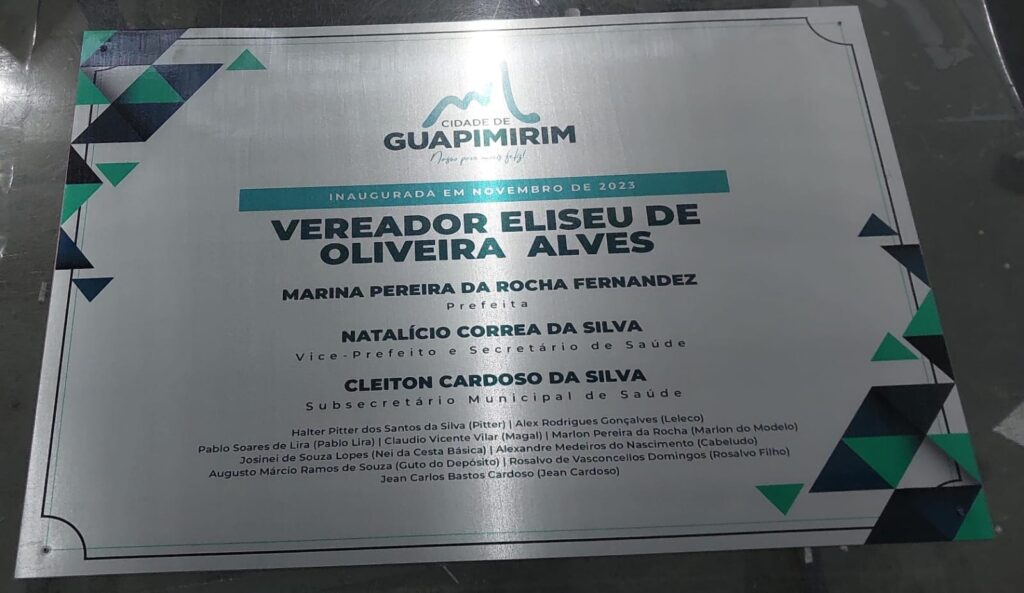 CIDADE DE
GUAPIMIRIM
INAUGURADA EM NOVEMBRO DE 2023
VEREADOR ELISEU DE
OLIVEIRA ALVES
MARINA PEREIRA DA ROCHA FERNANDEZ
Prefeita
NATALÍCIO CORREA DA SILVA
Vice-Prefeito e Secretário de Saúde
CLEITON CARDOSO DA SILVA
Subsecretário Municipal de Saúde
Halter Pitter dos Santos da Silva (Pitter) | Alex Rodrigues Gonçalves (Leleco)
Pablo Soares de Lira (Pablo Lira) | Claudio Vicente Vilar (Magal) | Marlon Pereira da Rocha (Marlon do Modelo)
Josinei de Souza Lopes (Nei da Cesta Básica) | Alexandre Medeiros do Nascimento (Cabeludo)
Augusto Márcio Ramos de Souza (Guto do Depósito) | Rosalvo de Vasconcellos Domingos (Rosalvo Filho)
Jean Carlos Bastos Cardoso (Jean Cardoso)